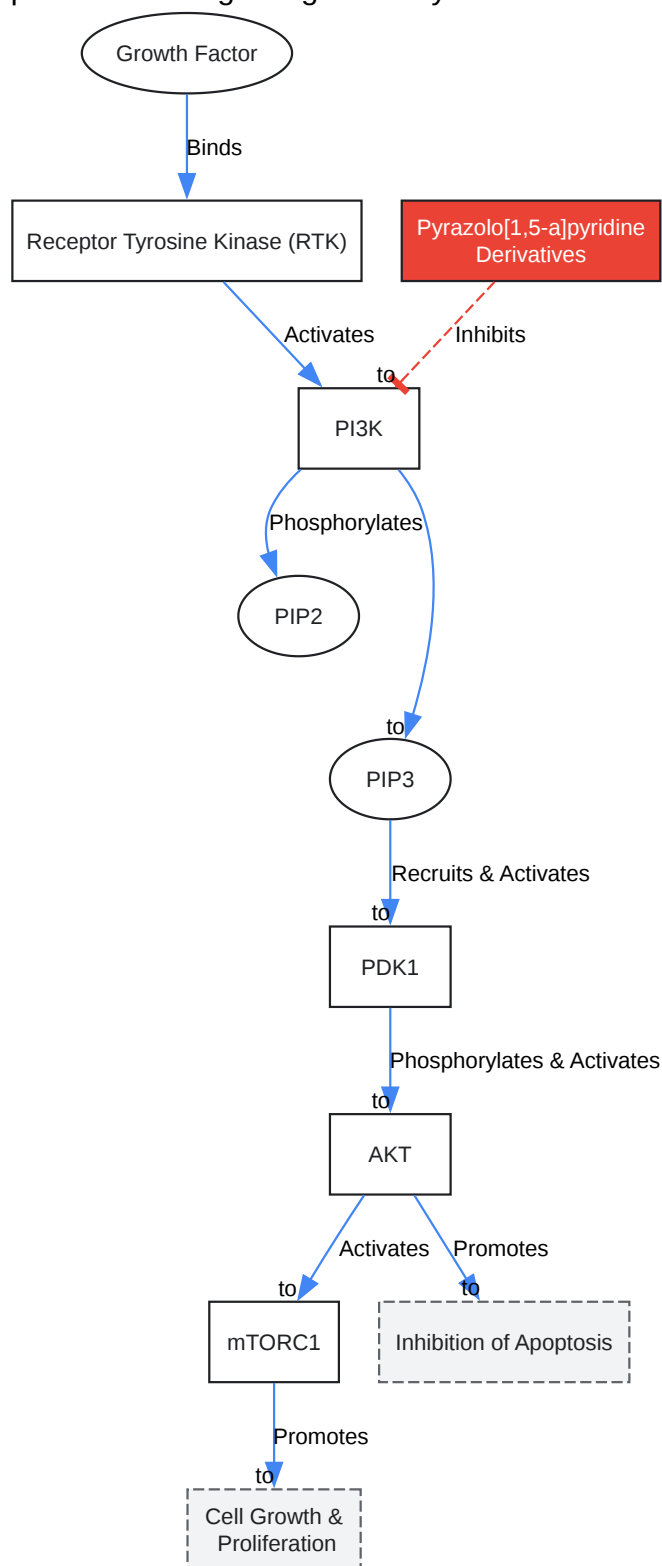 Growth Factor
Binds
Receptor Tyrosine Kinase (RTK)
Pyrazolo[1,5-a]pyridine
Derivatives
Activates
Inhibits
to
PI3K
Phosphorylates
PIP2
to
PIP3
Recruits & Activates
to
PDK1
Phosphorylates & Activates
to
AKT
Activates
Promotes
to
to
mTORC1
Inhibition of Apoptosis
Promotes
to
Cell Growth &
Proliferation